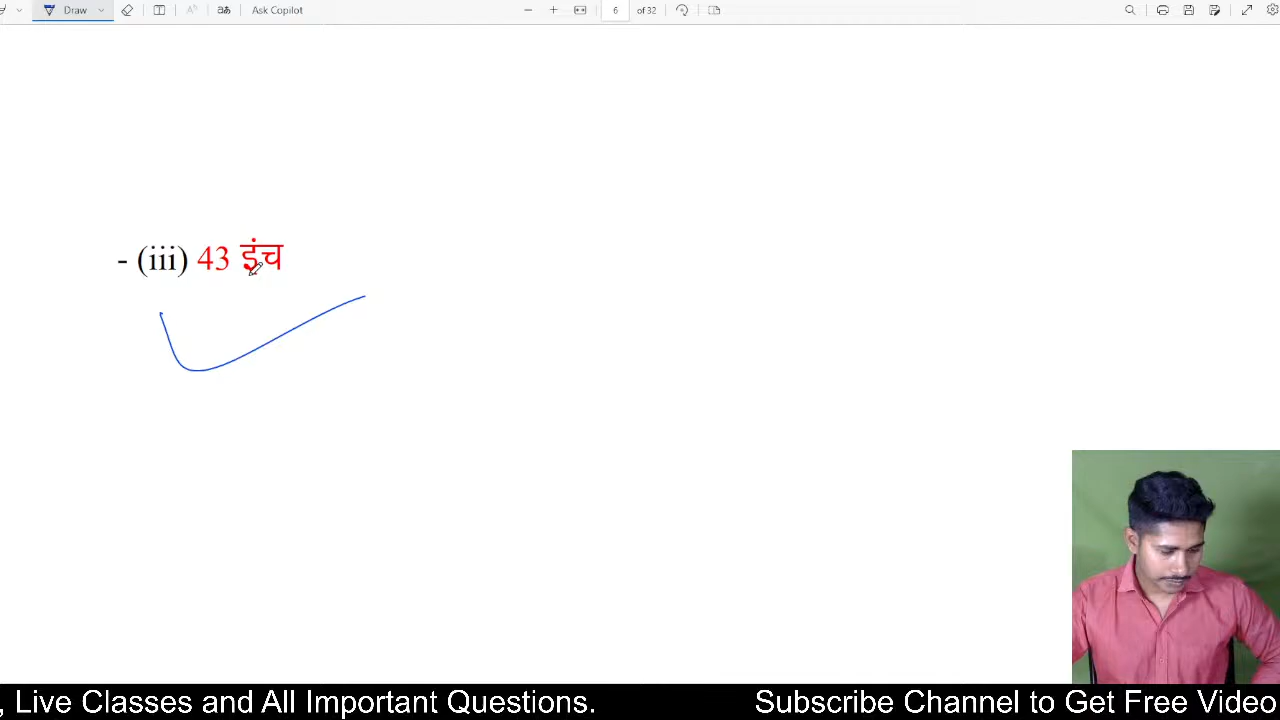 Draw
Ask Copilot
6 of 32
- (iii) 43 इंच
, Live Classes and All Important Questions. Subscribe Channel to Get Free Video